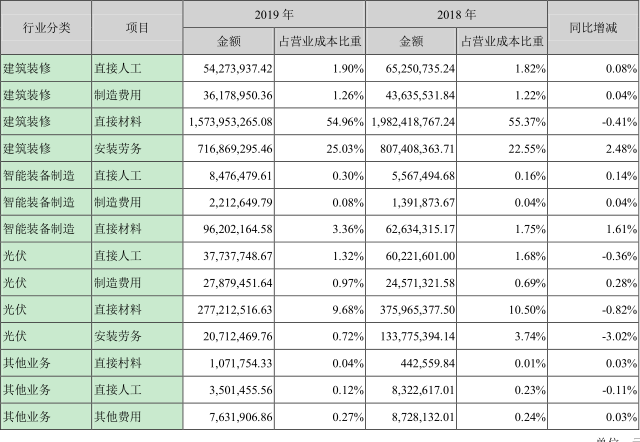 行业分类 项目 2019 年 2018 年 同比增减
金额 占营业成本比重 金额 占营业成本比重
建筑装修 直接人工 54,273,937.42 1.90% 65,250,735.24 1.82% 0.08%
建筑装修 制造费用 36,178,950.36 1.26% 43,635,531.84 1.22% 0.04%
建筑装修 直接材料 1,573,953,265.08 54.96% 1,982,418,767.24 55.37% -0.41%
建筑装修 安装劳务 716,869,295.46 25.03% 807,408,363.71 22.55% 2.48%
智能装备制造 直接人工 8,476,479.61 0.30% 5,567,494.68 0.16% 0.14%
智能装备制造 制造费用 2,212,649.79 0.08% 1,391,873.67 0.04% 0.04%
智能装备制造 直接材料 96,202,164.58 3.36% 62,634,315.17 1.75% 1.61%
光伏 直接人工 37,737,748.67 1.32% 60,221,601.00 1.68% -0.36%
光伏 制造费用 27,879,451.64 0.97% 24,571,321.58 0.69% 0.28%
光伏 直接材料 277,212,516.63 9.68% 375,965,377.50 10.50% -0.82%
光伏 安装劳务 20,712,469.76 0.72% 133,775,394.14 3.74% -3.02%
其他业务 直接村料 1,071,754.33 0.04% 442,559.84 0.01% 0.03%
其他业务 直接人工 3,501,455.56 0.12% 8,322,617.01 0.23% -0.11%
其他业务 其他费用 7,631,906.86 0.27% 8,728,132.01 0.24% 0.03%